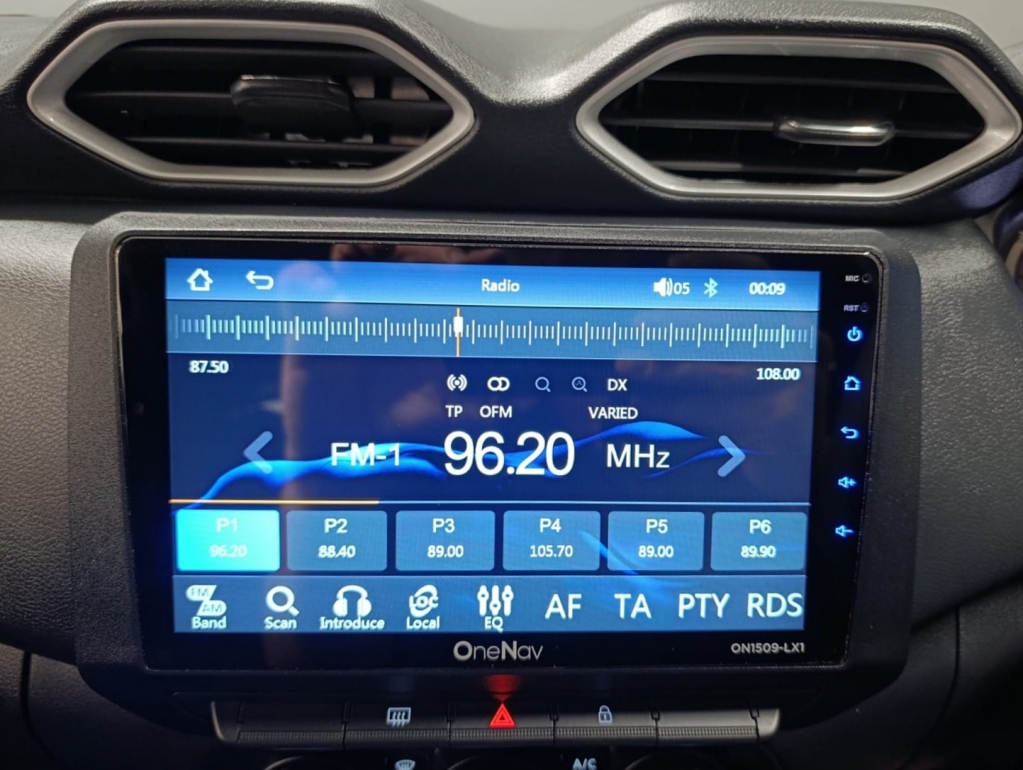 Radio 05 00:09
MIC
RST
87.50 108.00
DX
TP OFM VARIED
FM-1 96.20 MHz
P1 P2 P3 P4 P5 P6
96.20 88.40 89.00 105.70 89.00 89.90
FM AM LOC AF TA PTY RDS
Band Scan Introduce Local EQ
OneNav ON1509-LX1
A/C